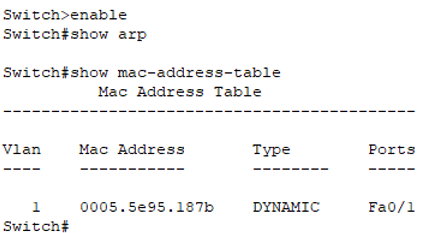 Switch>enable
Switch#show arp
Switch#show mac-address-table
Mac Address Table
-------------------------------------------
Vlan    Mac Address       Type        Ports
----    -----------       --------    -----
1    0005.5e95.187b    DYNAMIC     Fa0/1
Switch#